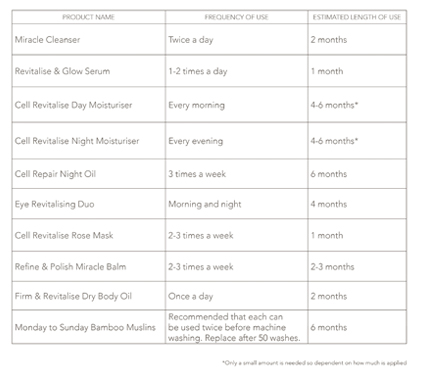 PRODUCT NAME FREQUENCY OF USE ESTIMATED LENGTH OF USE
Miracle Cleanser Twice a day 2 months
Revitalise & Glow Serum 1-2 times a day 1 month
Cell Revitalise Day Moisturiser Every morning 4-6 months*
Cell Revitalise Night Moisturiser Every evening 4-6 months*
Cell Repair Night Oil 3 times a week 6 months
Eye Revitalising Duo Morning and night 4 months
Cell Revitalise Rose Mask 2-3 times a week 1 month
Refine & Polish Miracle Balm 2-3 times a week 2-3 months
Firm & Revitalise Dry Body Oil Once a day 2 months
Monday to Sunday Bamboo Muslins Recommended that each can
be used twice before machine
washing. Replace after 50 washes. 6 months
*Only a small amount is needed so dependent on how-much is applied